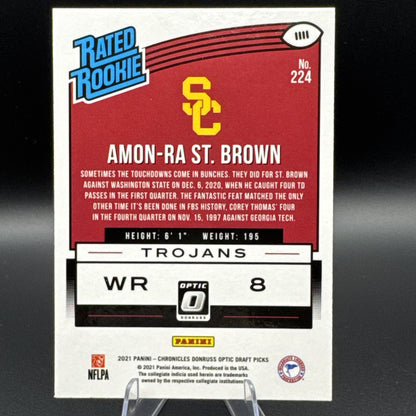 RATED
ROOKIE
No.
224
SC
AMON-RA ST. BROWN
SOMETIMES THE TOUCHDOWNS COME IN BUNCHES. THEY DID FOR ST. BROWN
AGAINST WASHINGTON STATE ON DEC. 6, 2020, WHEN HE CAUGHT FOUR TD
PASSES IN THE FIRST QUARTER. THE FANTASTIC FEAT MATCHED THE ONLY
OTHER TIME IT'S BEEN DONE IN FBS HISTORY, COREY THOMAS' FOUR
IN THE FOURTH QUARTER ON NOV. 15, 1997 AGAINST GEORGIA TECH.
HEIGHT: 6' 1" WEIGHT: 195
TROJANS
WR 8
OPTIC
DONRUSS
PANINI
NFLPA
2021 PANINI – CHRONICLES DONRUSS OPTIC DRAFT PICKS
© 2021 Panini America, Inc. Produced in the USA.
The collegiate indicia used herein are trademarks
owned by the respective collegiate institutions